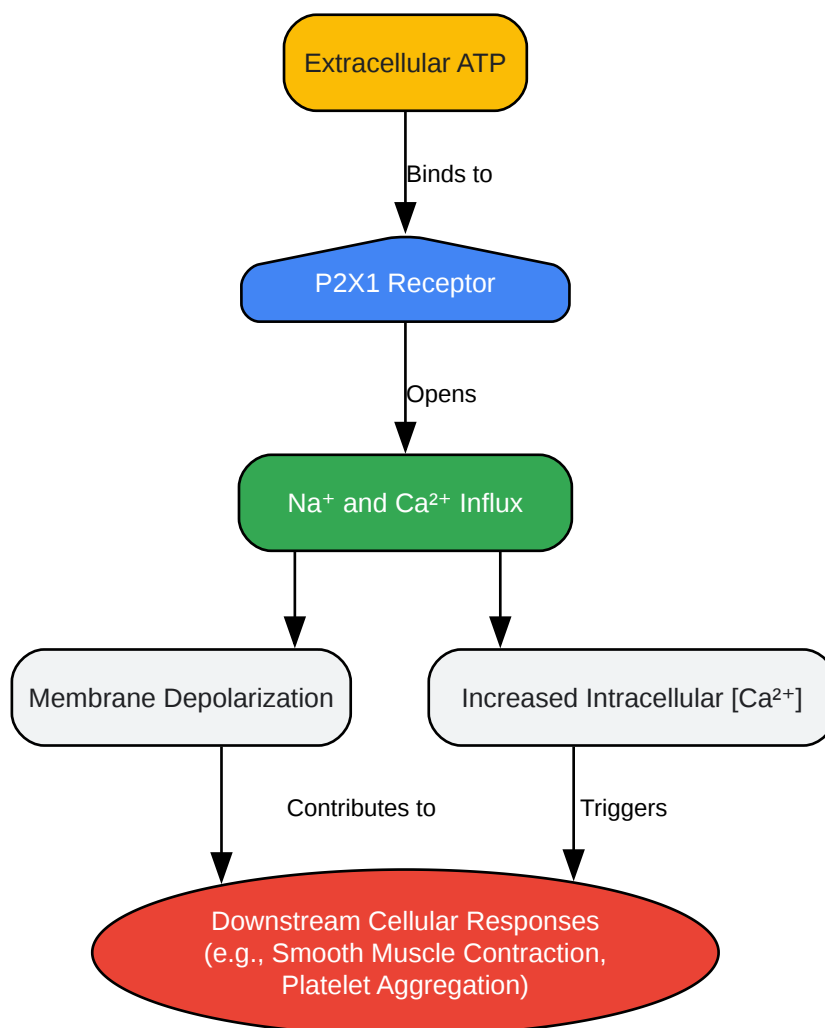 Extracellular ATP
Binds to
P2X1 Receptor
Opens
Na⁺ and Ca²⁺ Influx
Membrane Depolarization
Increased Intracellular [Ca²⁺]
Contributes to
Triggers
Downstream Cellular Responses
(e.g., Smooth Muscle Contraction,
Platelet Aggregation)